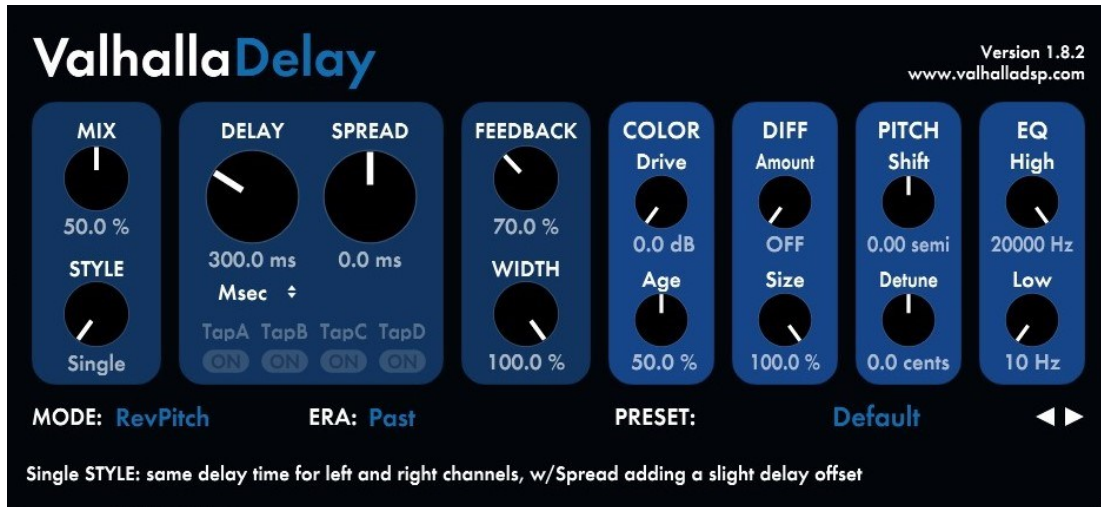 ValhallaDelay
Version 1.8.2
www.valhalladsp.com
MIX
50.0 %
STYLE
Single
DELAY SPREAD
300.0 ms 0.0 ms
Msec
TapA TapB TapC TapD
ON ON ON ON
FEEDBACK
70.0 %
WIDTH
100.0 %
COLOR
Drive
0.0 dB
Age
50.0 %
DIFF
Amount
OFF
Size
100.0 %
PITCH
Shift
0.00 semi
Detune
0.0 cents
EQ
High
20000 Hz
Low
10 Hz
MODE: RevPitch ERA: Past PRESET: Default
Single STYLE: same delay time for left and right channels, w/Spread adding a slight delay offset